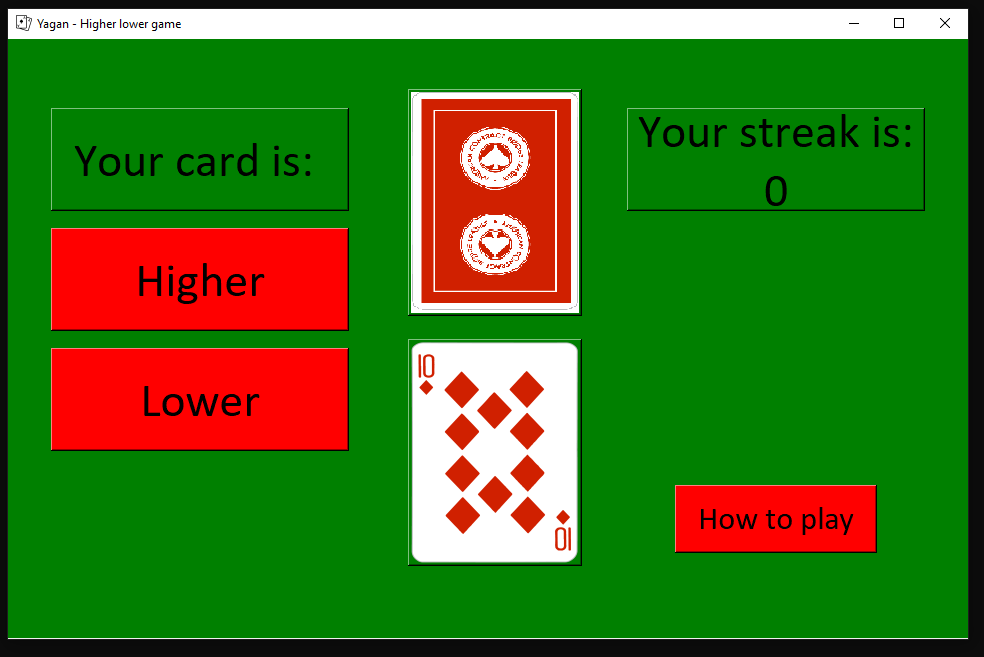 Yagan - Higher lower game
Your card is:
Higher
Lower
10
10
Your streak is:
0
How to play